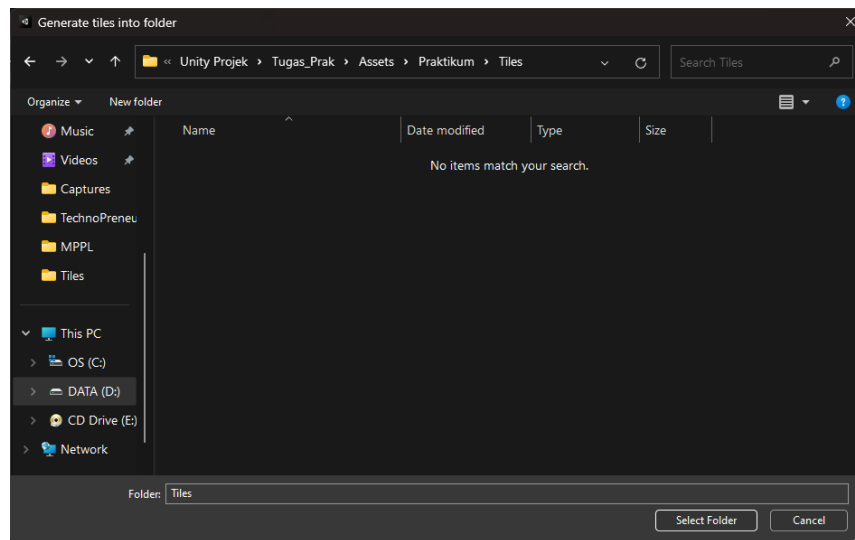 Generate tiles into folder
« Unity Projek › Tugas_Prak › Assets › Praktikum › Tiles
Search Tiles
Organize
New folder
Name
Date modified
Type
Size
No items match your search.
Music
Videos
Captures
TechnoPreneu
MPPL
Tiles
This PC
OS (C:)
DATA (D:)
CD Drive (E:)
Network
Folder: Tiles
Select Folder
Cancel